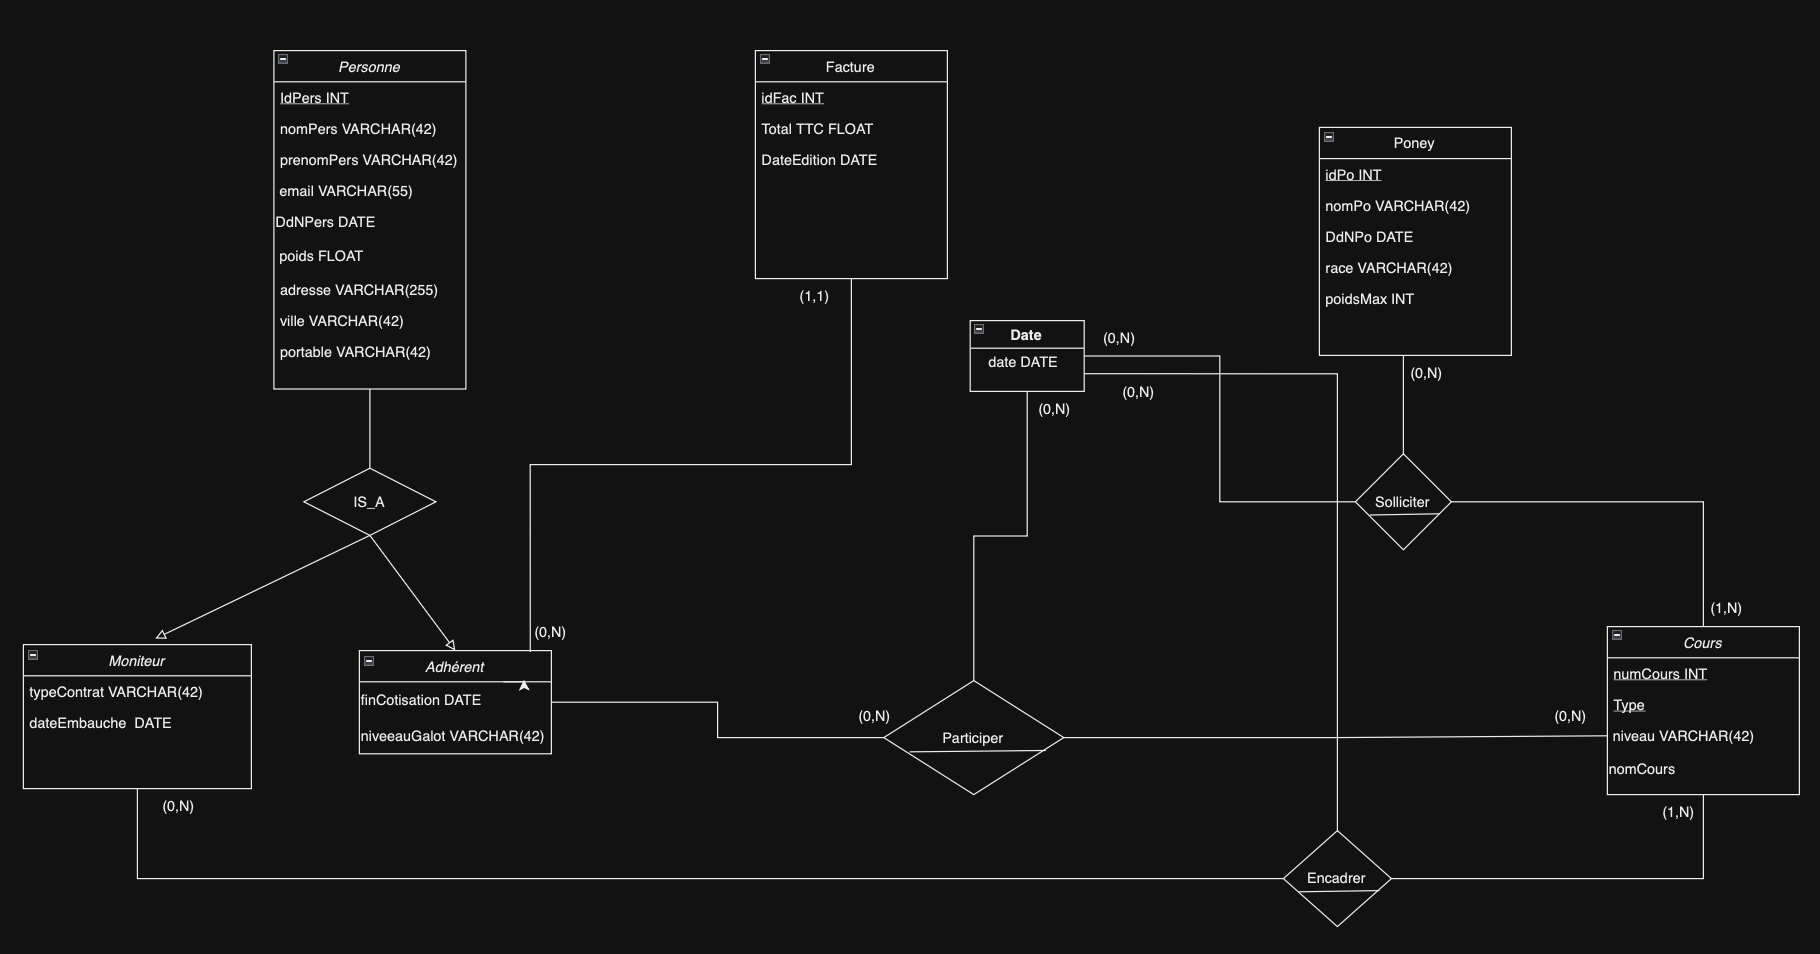 Personne
IdPers INT
nomPers VARCHAR(42)
prenomPers VARCHAR(42)
email VARCHAR(55)
DdNPers DATE
poids FLOAT
adresse VARCHAR(255)
ville VARCHAR(42)
portable VARCHAR(42)
Facture
idFac INT
Total TTC FLOAT
DateEdition DATE
(1,1)
Poney
idPo INT
nomPo VARCHAR(42)
DdNPo DATE
race VARCHAR(42)
poidsMax INT
(0,N)
Date
date DATE
(0,N)
(0,N)
(0,N)
IS_A
Solliciter
(0,N)
(1,N)
Moniteur
typeContrat VARCHAR(42)
dateEmbauche DATE
(0,N)
Adhérent
finCotisation DATE
niveeauGalot VARCHAR(42)
(0,N)
Participer
(0,N)
Cours
numCours INT
Type
niveau VARCHAR(42)
nomCours
(1,N)
Encadrer